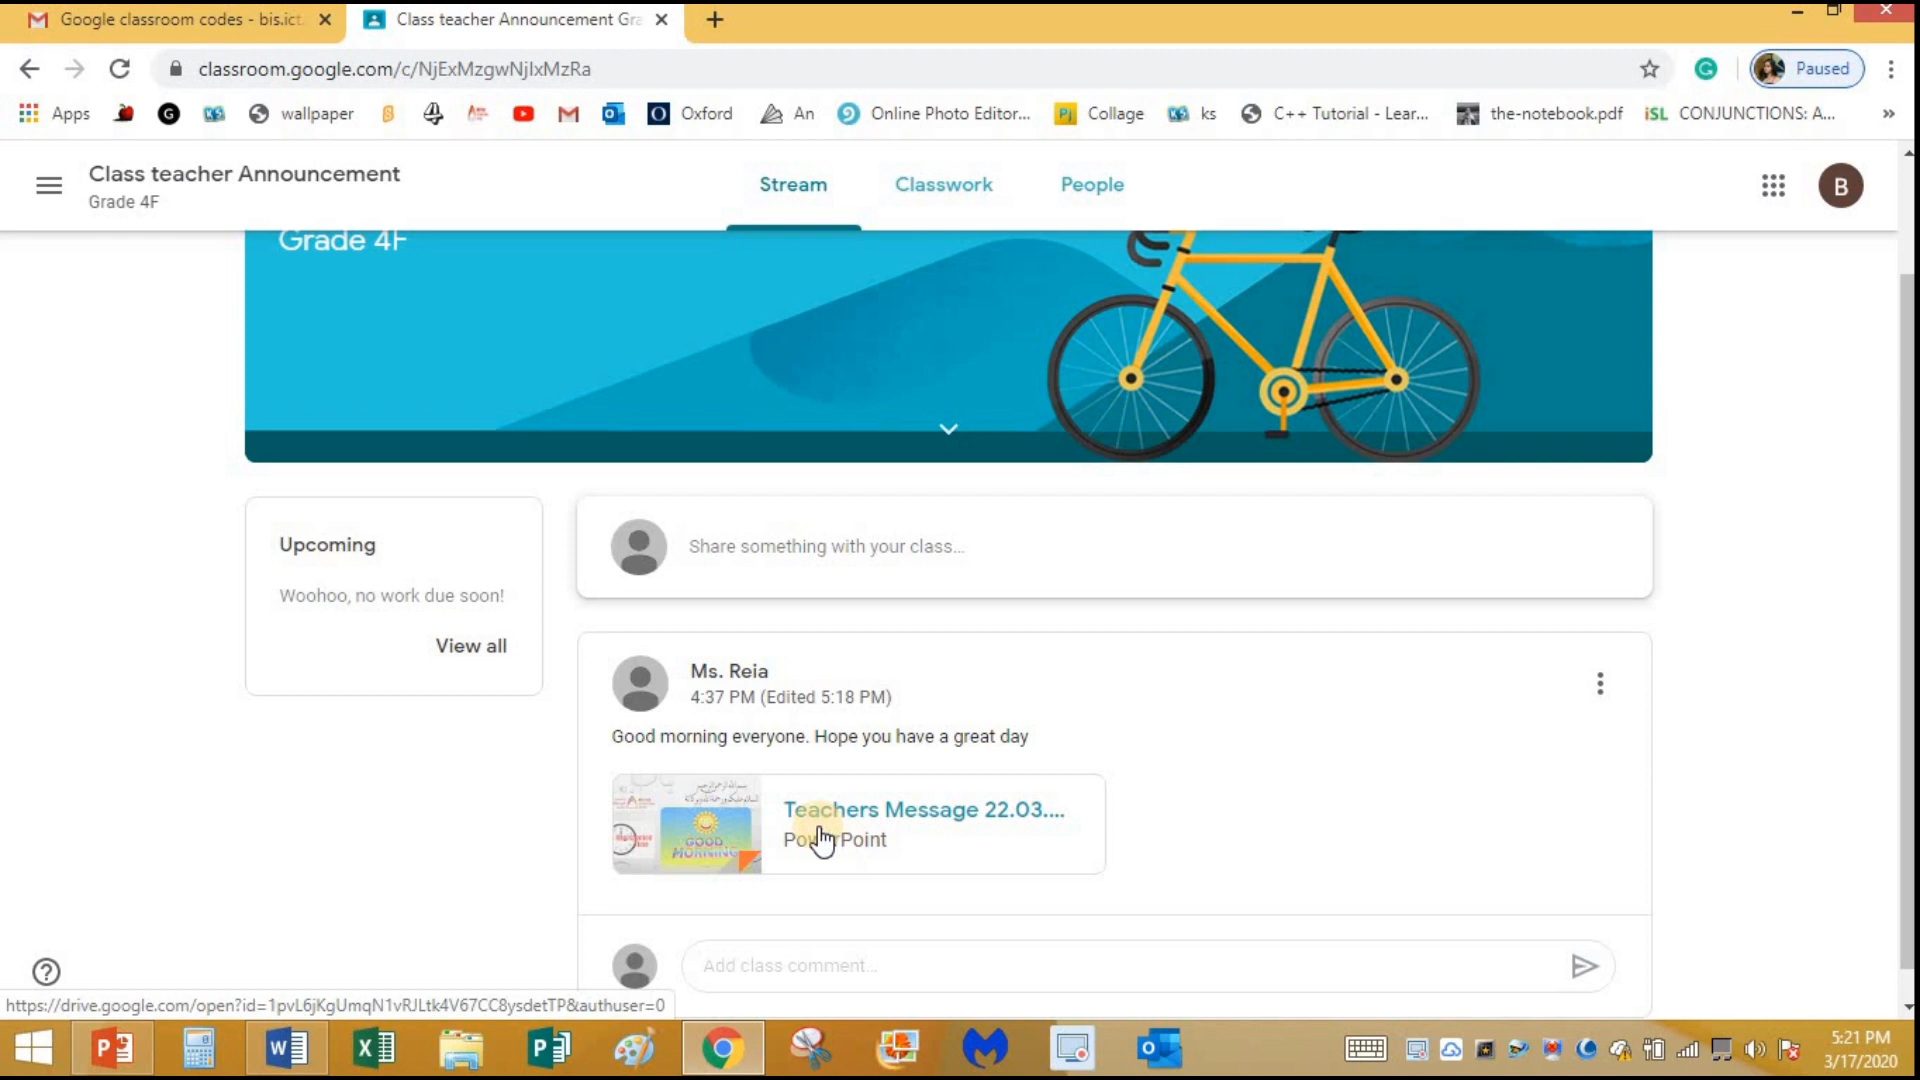 Google classroom codes - bis.ict
Class teacher Announcement Gra
classroom.google.com/c/NjExMzgwNjIxMzRa
Paused
Apps
wallpaper
Oxford
An
Online Photo Editor...
Collage
ks
C++ Tutorial - Lear...
the-notebook.pdf
iSL CONJUNCTIONS: A...
Class teacher Announcement
Grade 4F
Stream
Classwork
People
B
Grade 4F
Upcoming
Woohoo, no work due soon!
View all
Share something with your class...
Ms. Reia
4:37 PM (Edited 5:18 PM)
Good morning everyone. Hope you have a great day
GOOD
MORNING
Teachers Message 22.03....
PowerPoint
Add class comment...
https://drive.google.com/open?id=1pvL6jKgUmqN1vRJLtk4V67CC8ysdetTP&authuser=0
5:21 PM
3/17/2020